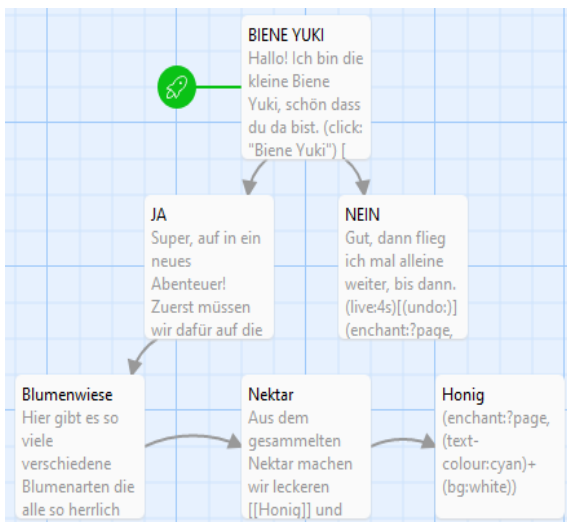 BIENE YUKI
Hallo! Ich bin die
kleine Biene
Yuki, schön dass
du da bist. (click:
"Biene Yuki") [
JA
Super, auf in ein
neues
Abenteuer!
Zuerst müssen
wir dafür auf die
NEIN
Gut, dann flieg
ich mal alleine
weiter, bis dann.
(live:4s)[(undo:)]
(enchant:?page,
Blumenwiese
Hier gibt es so
viele
verschiedene
Blumenarten die
alle so herrlich
Nektar
Aus dem
gesammelten
Nektar machen
wir leckeren
[[Honig]] und
Honig
(enchant:?page,
(text-
colour:cyan)+
(bg:white))